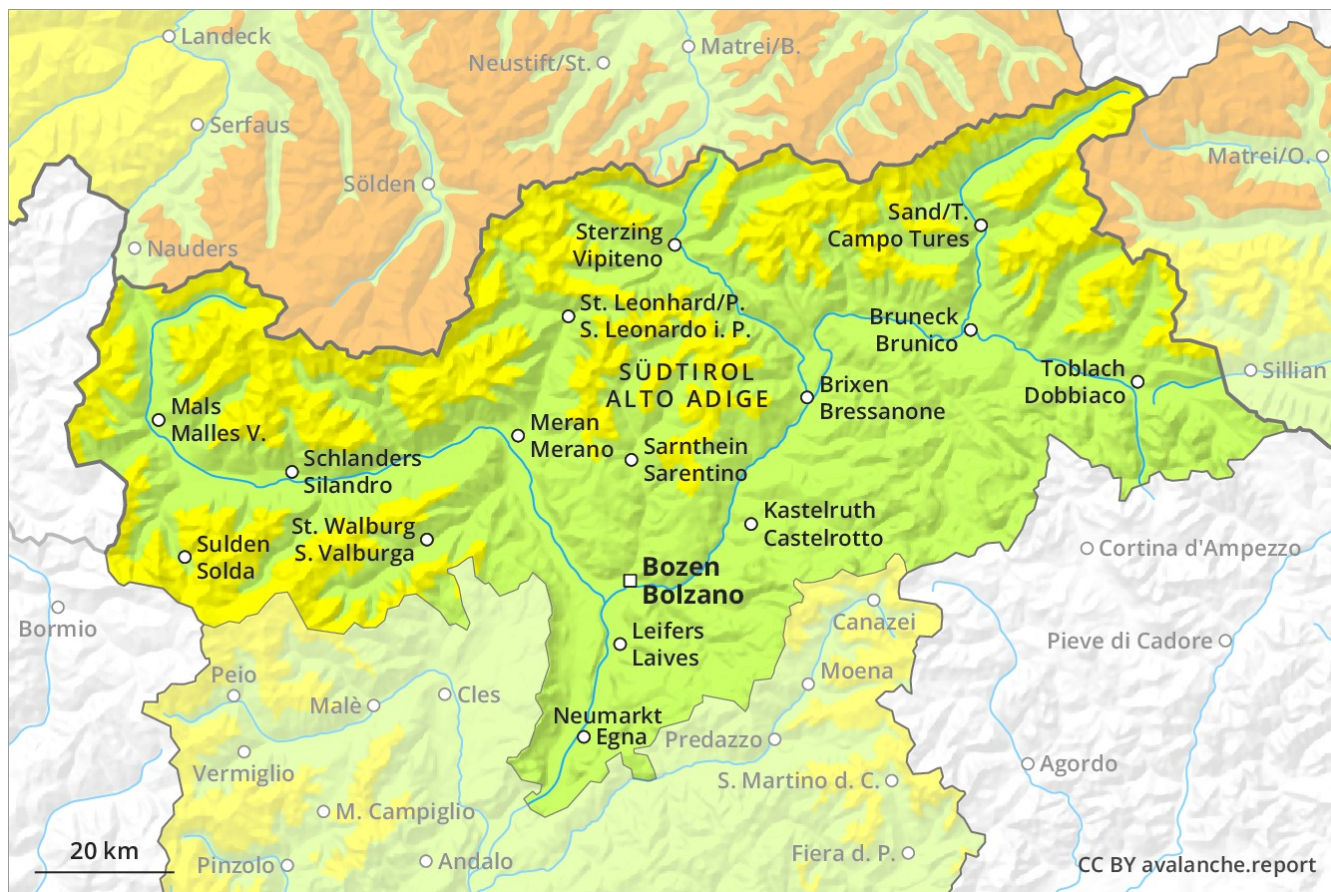 Landeck
Matrei/B.
Neustift/St.
Serfaus
Matrei/O.
Sölden
Sand/T.
Campo Tures
Sterzing
Vipiteno
Nauders
St. Leonhard/P.
S. Leonardo i. P.
Bruneck
Brunico
SÜDTIROL
ALTO ADIGE
Toblach
Dobbiaco
Sillian
Brixen
Bressanone
Mals
Malles V.
Meran
Merano
Sarnthein
Sarentino
Schlanders
Silandro
Kastelruth
Castelrotto
St. Walburg
S. Valburga
Sulden
Solda
Cortina d'Ampezzo
Bozen
Bolzano
Bormio
Canazei
Leifers
Laives
Pieve di Cadore
Peio
Moena
Malè
Cles
Neumarkt
Egna
Predazzo
Vermiglio
Agordo
S. Martino d. C.
M. Campiglio
20 km
Pinzolo
Andalo
Fiera d. P.
CC BY avalanche.report